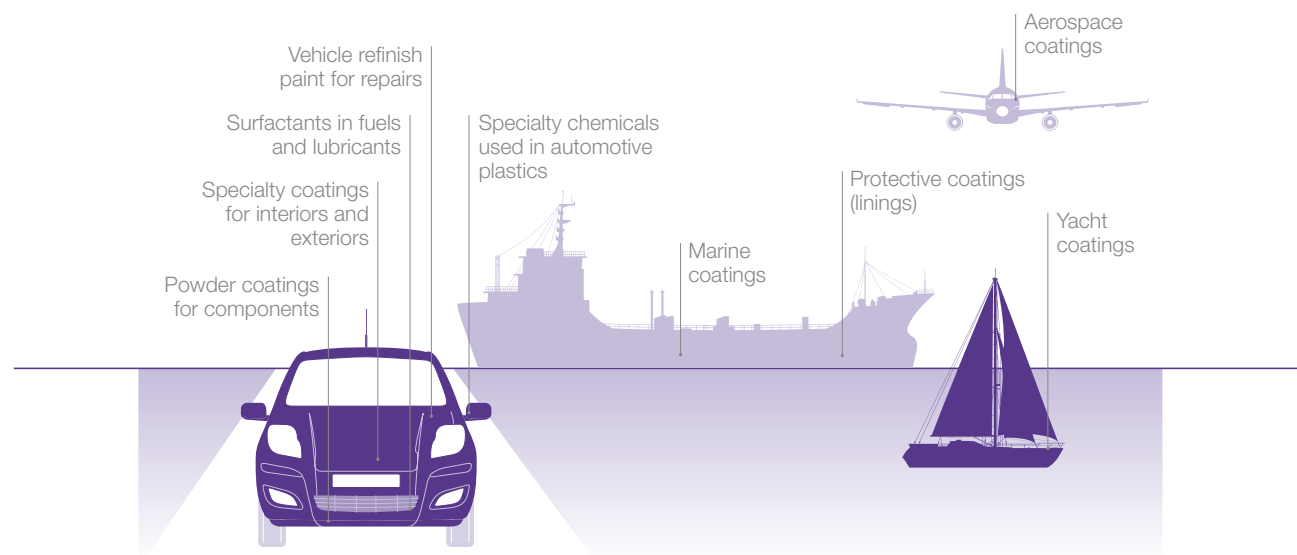 Vehicle refinish
paint for repairs
Surfactants in fuels
and lubricants
Specialty coatings
for interiors and
exteriors
Powder coatings
for components
Specialty chemicals
used in automotive
plastics
Marine
coatings
Protective coatings
(linings)
Aerospace
coatings
Yacht
coatings